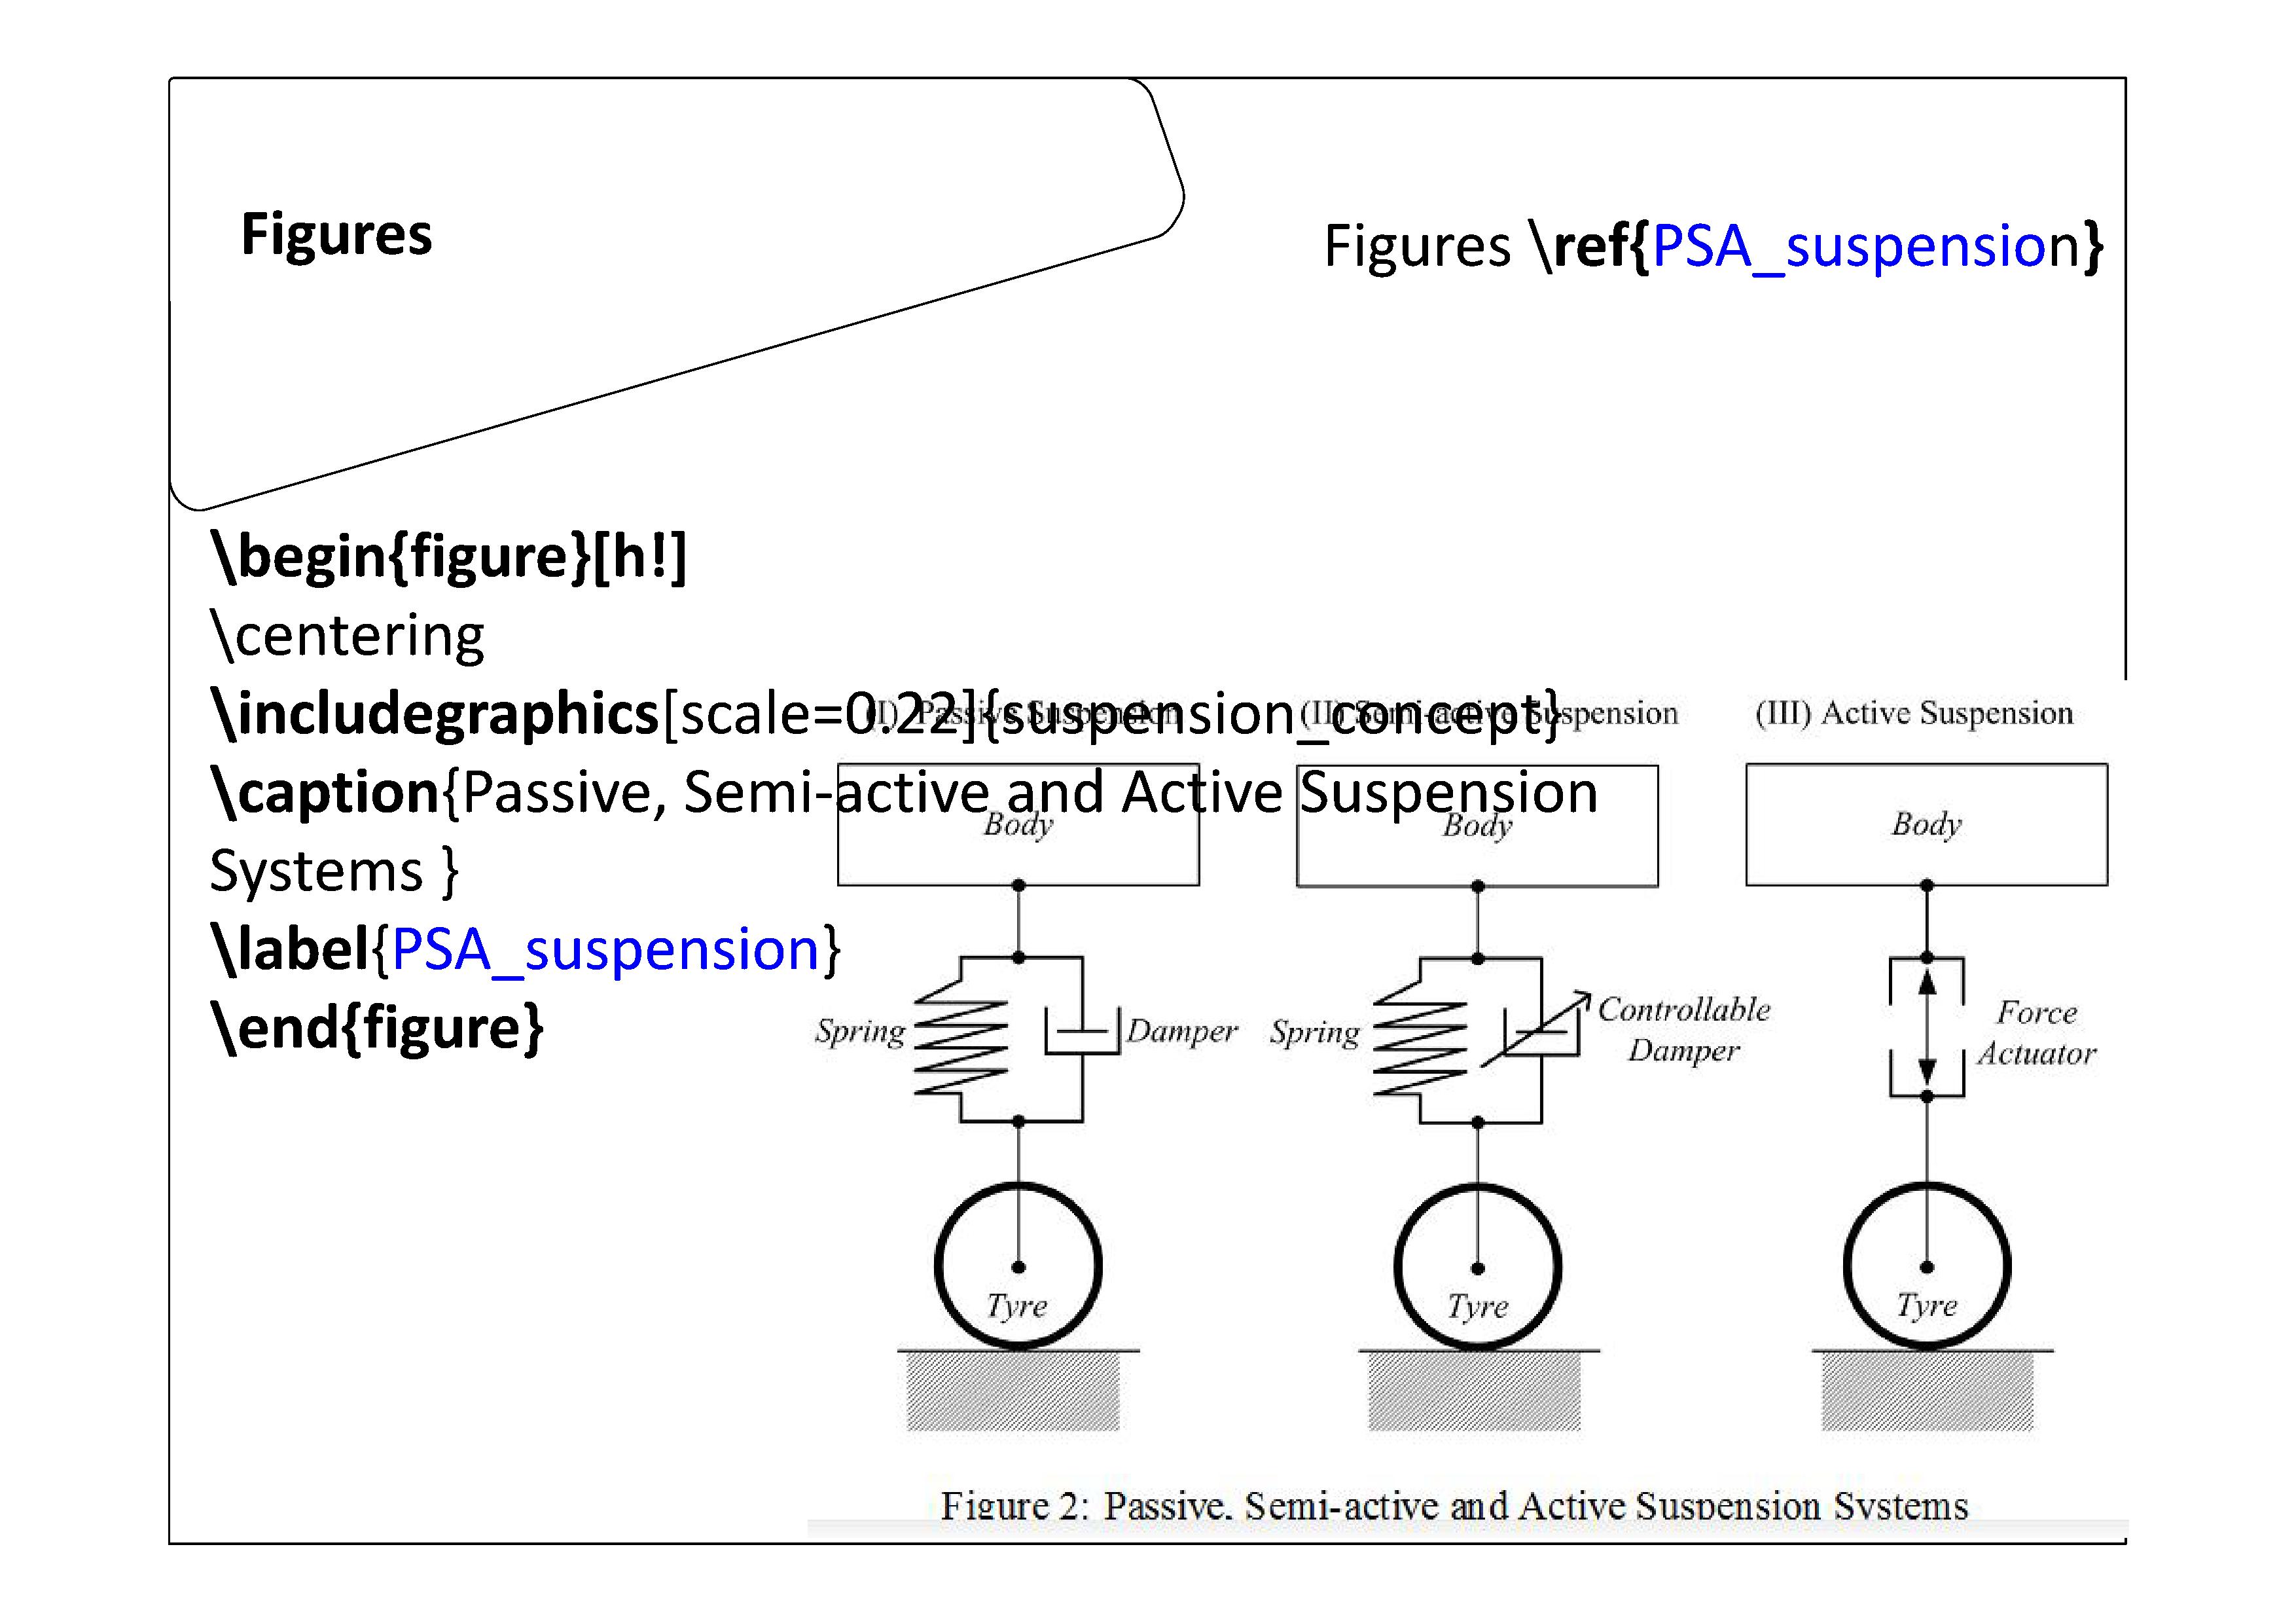 Figures
Figures \ref{PSA_suspension}
\begin{figure}[h!]
\centering
\includegraphics[scale=0.22]{suspension_concept}
\caption{Passive, Semi-active and Active Suspension
Systems }
\label{PSA_suspension}
\end{figure}
(I) Passive Suspension
(II) Semi-active Suspension
(III) Active Suspension
Body
Body
Body
Spring
Damper
Spring
Controllable
Damper
Force
Actuator
Tyre
Tyre
Tyre
Figure 2: Passive, Semi-active and Active Suspension Systems